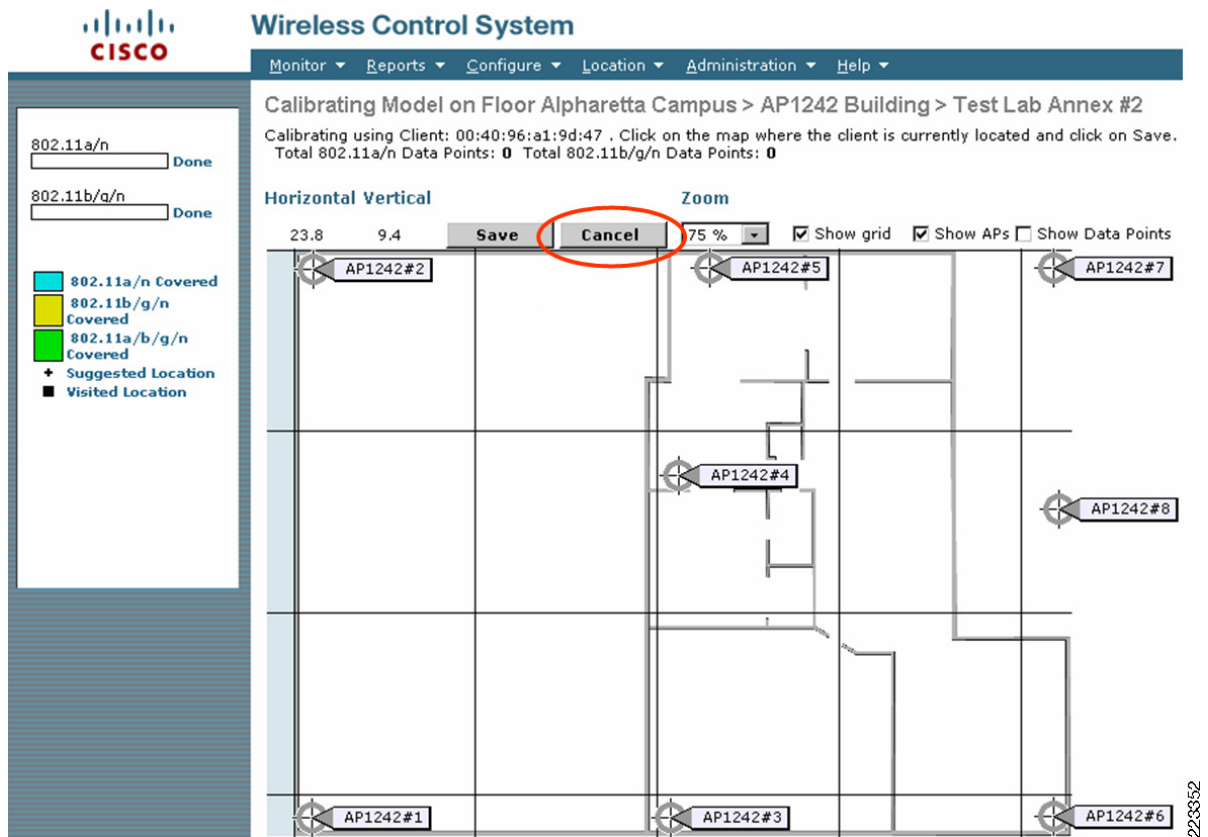 CISCO
Wireless Control System
Monitor Reports Configure Location Administration Help
Calibrating Model on Floor Alpharetta Campus > AP1242 Building > Test Lab Annex #2
Calibrating using Client: 00:40:96:a1:9d:47 . Click on the map where the client is currently located and click on Save.
Total 802.11a/n Data Points: 0 Total 802.11b/g/n Data Points: 0
802.11a/n
Done
802.11b/g/n
Done
802.11a/n Covered
802.11b/g/n
Covered
802.11a/b/g/n
Covered
Suggested Location
Visited Location
Horizontal Vertical Zoom
23.8 9.4 Save Cancel 75 % Show grid Show APs Show Data Points
AP1242#2 AP1242#5 AP1242#7
AP1242#4
AP1242#8
AP1242#1 AP1242#3 AP1242#6
223352